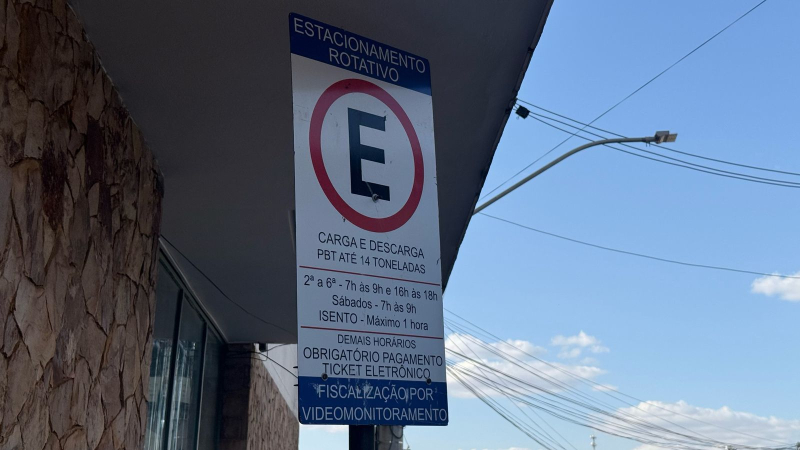 ESTACIONAMENTO
ROTATIVO
E
CARGA E DESCARGA
PBT ATÉ 14 TONELADAS
2ª a 6ª - 7h às 9h e 16h às 18h
Sábados - 7h às 9h
ISENTO - Máximo 1 hora
DEMAIS HORÁRIOS
OBRIGATÓRIO PAGAMENTO
TICKET ELETRÔNICO
FISCALIZAÇÃO POR
VIDEOMONITORAMENTO